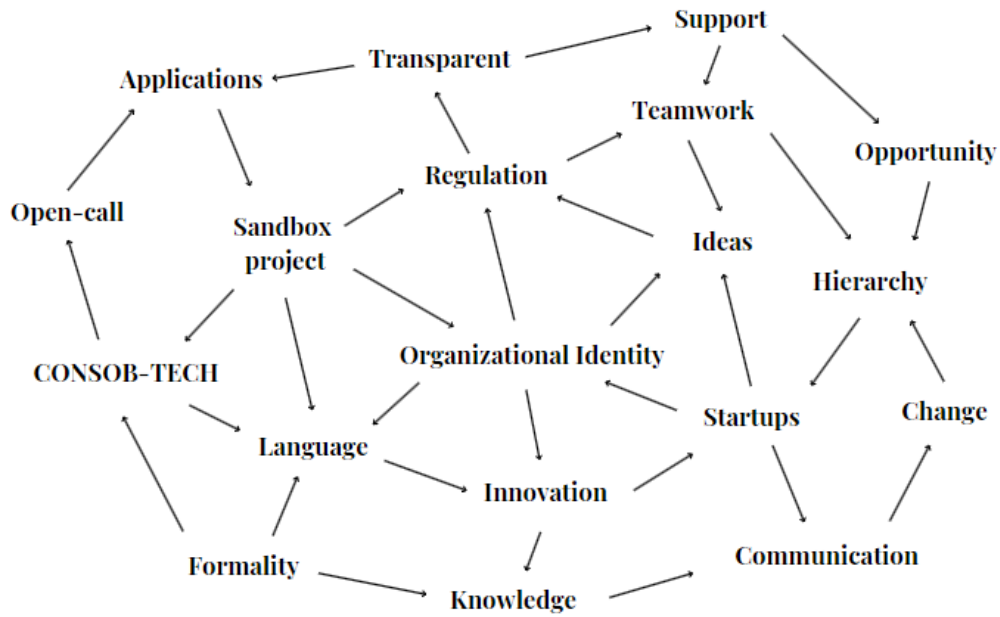 Support
Transparent
Applications
Teamwork
Opportunity
Regulation
Open-call
Sandbox
project
Ideas
Hierarchy
Organizational Identity
CONSOB-TECH
Startups
Change
Language
Innovation
Communication
Formality
Knowledge